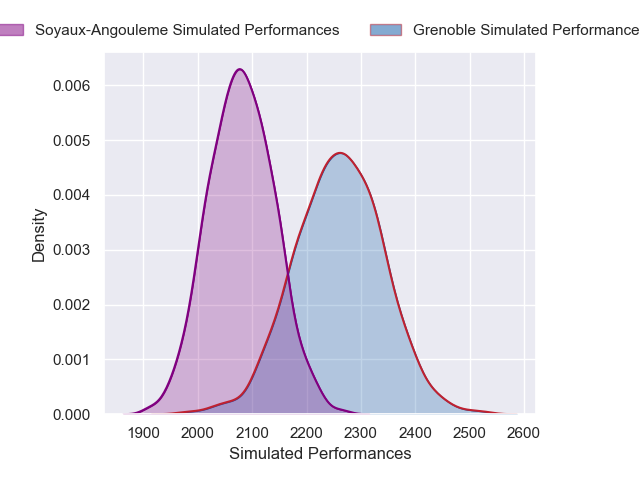 Soyaux-Angouleme Simulated Performances Grenoble Simulated Performance
0.006
0.005
0.004
0.003
0.002
0.001
0.000
Density
1900 2000 2100 2200 2300 2400 2500 2600
Simulated Performances